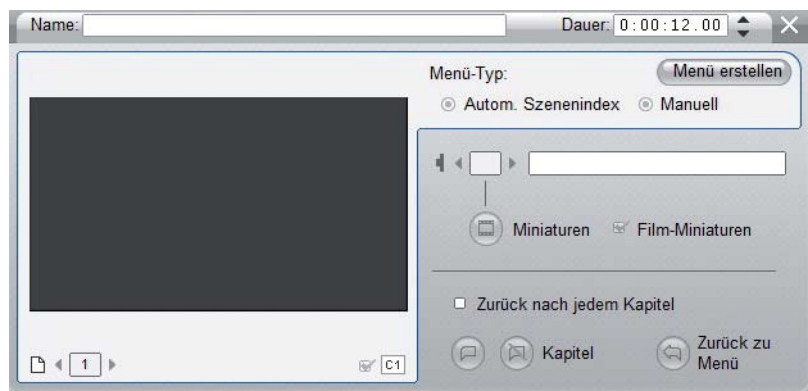 Name: Dauer: 0:00:12.00
Menü-Typ: Menü erstellen
Autom. Szenenindex Manuell
Miniaturen Film-Miniaturen
Zurück nach jedem Kapitel
Kapitel Zurück zu Menü
1 C1